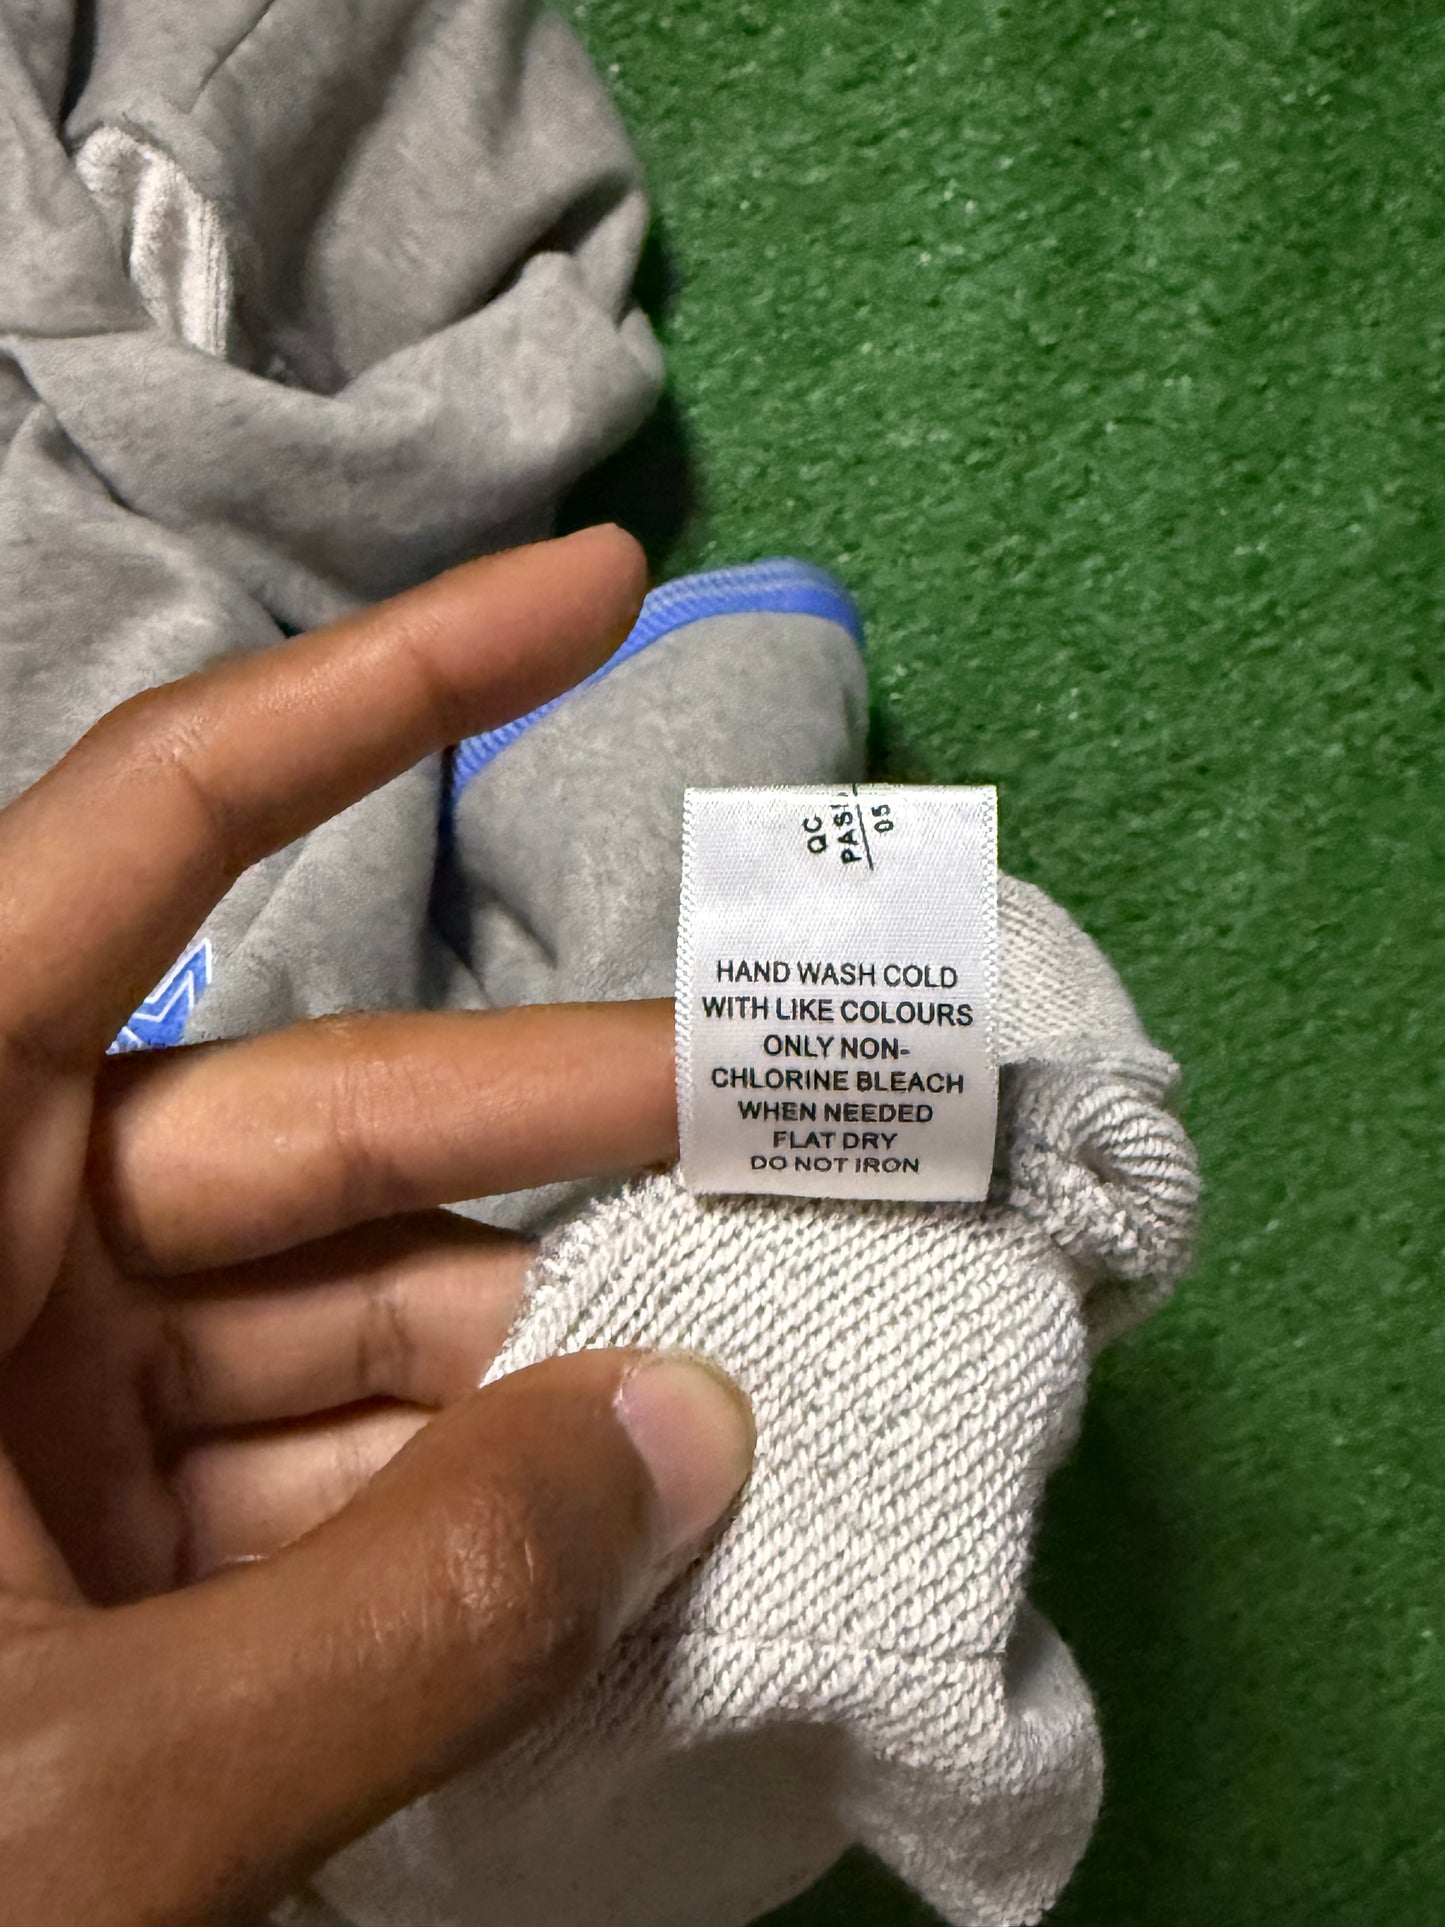 QC
PASS
05
HAND WASH COLD
WITH LIKE COLOURS
ONLY NON-
CHLORINE BLEACH
WHEN NEEDED
FLAT DRY
DO NOT IRON